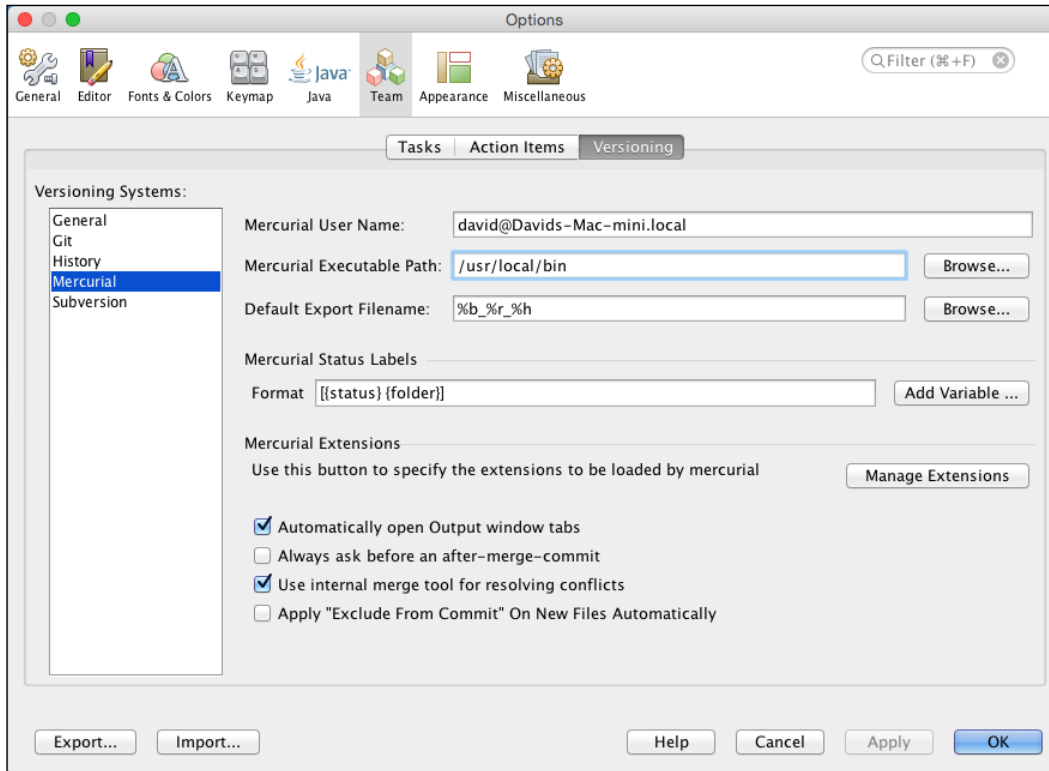 Options
General Editor Fonts & Colors Keymap Java Team Appearance Miscellaneous
Java
Filter (⌘+F)
Tasks Action Items Versioning
Versioning Systems:
General
Git
History
Mercurial
Subversion
Mercurial User Name: david@Davids-Mac-mini.local
Mercurial Executable Path: /usr/local/bin Browse...
Default Export Filename: %b_%r_%h Browse...
Mercurial Status Labels
Format [{status} {folder}] Add Variable ...
Mercurial Extensions
Use this button to specify the extensions to be loaded by mercurial Manage Extensions
Automatically open Output window tabs
Always ask before an after-merge-commit
Use internal merge tool for resolving conflicts
Apply "Exclude From Commit" On New Files Automatically
Export... Import... Help Cancel Apply OK